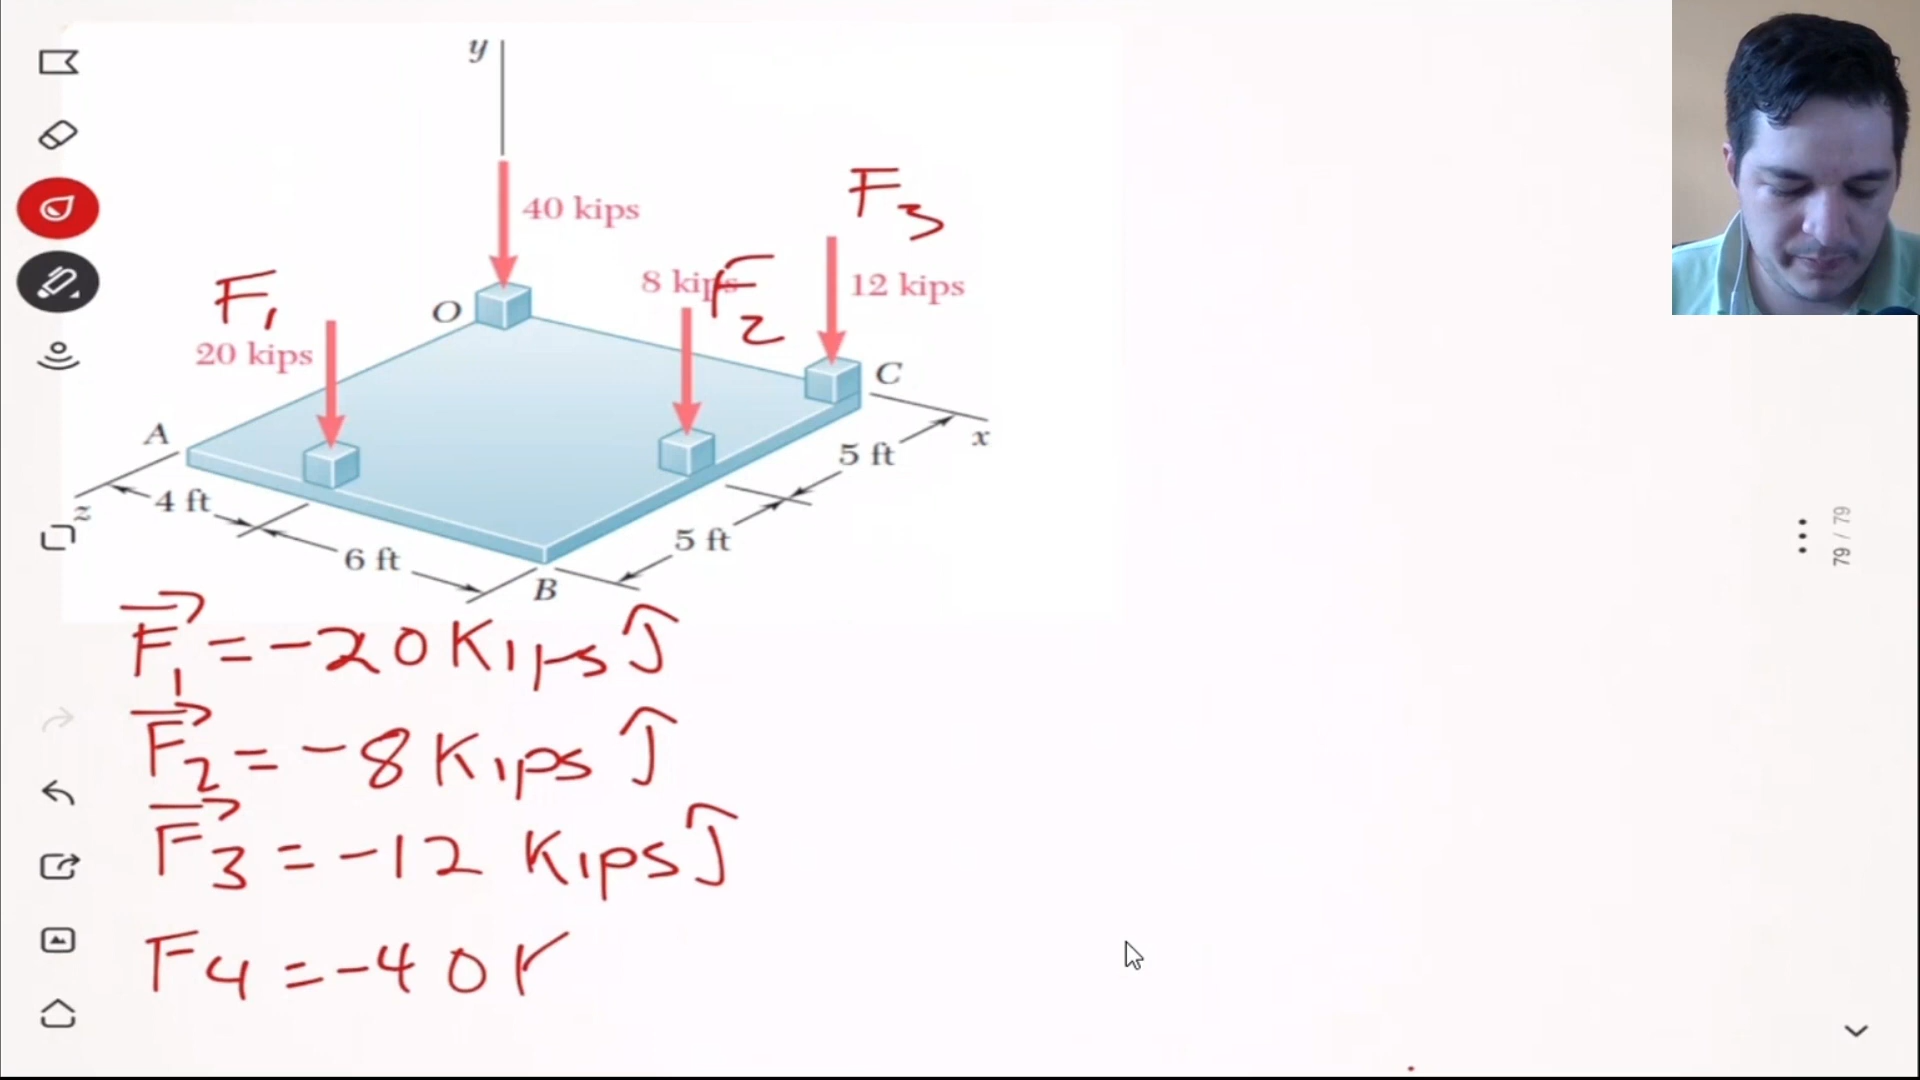 y
40 kips
F3
F1
8 kips
F2
12 kips
O
20 kips
C
A
x
5 ft
z
4 ft
5 ft
6 ft
B
F1 = -20 Kips J
F2 = -8 Kips J
F3 = -12 Kips J
F4 = -40 K
79 / 79